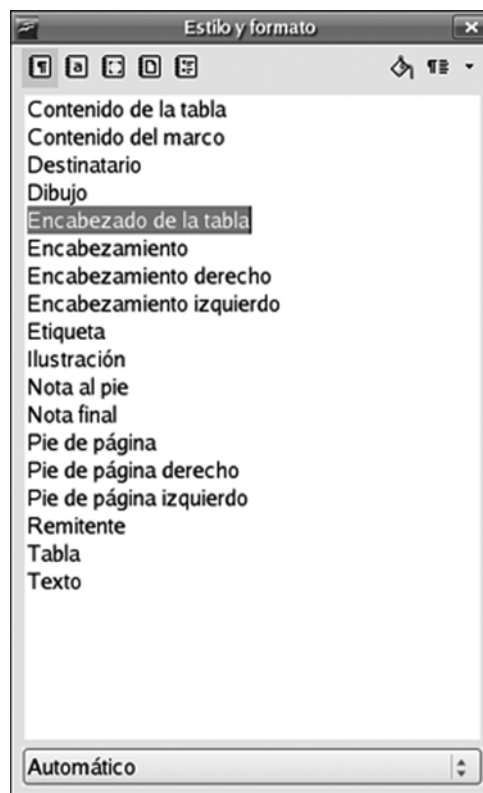 Estilo y formato
Contenido de la tabla
Contenido del marco
Destinatario
Dibujo
Encabezado de la tabla
Encabezamiento
Encabezamiento derecho
Encabezamiento izquierdo
Etiqueta
Ilustración
Nota al pie
Nota final
Pie de página
Pie de página derecho
Pie de página izquierdo
Remitente
Tabla
Texto
Automático